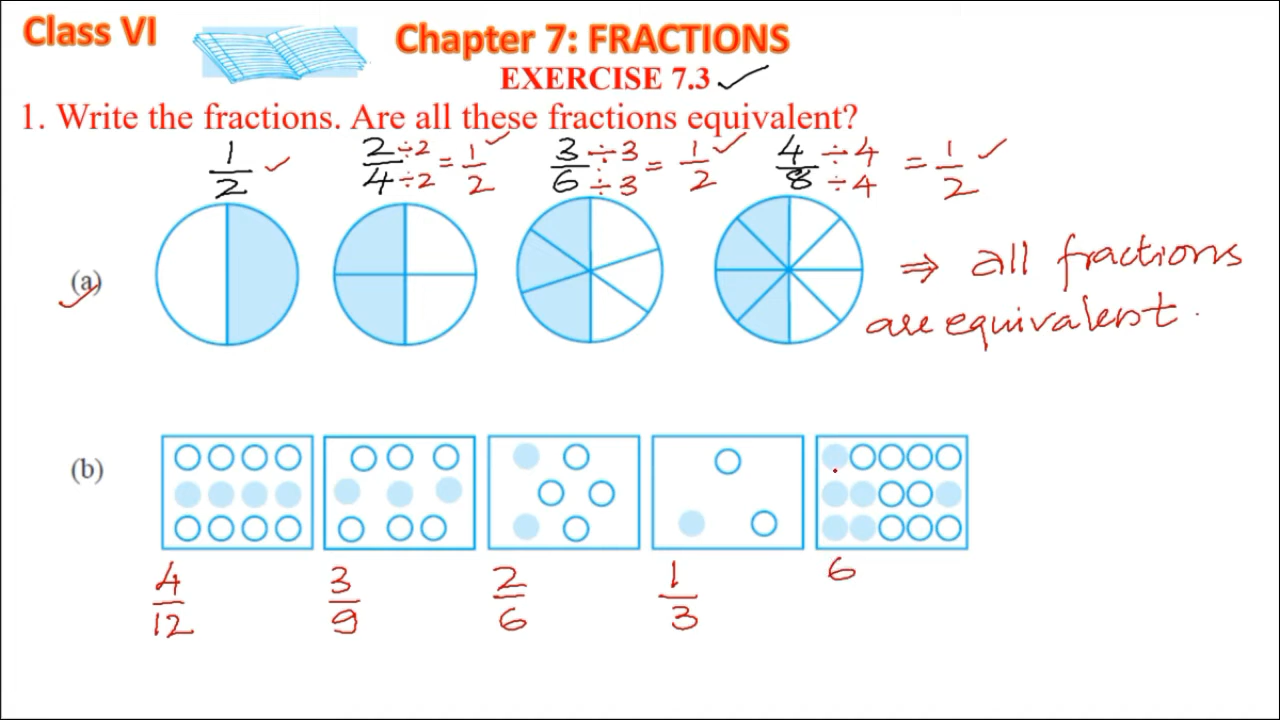 Class VI
Chapter 7: FRACTIONS
EXERCISE 7.3 ✓
1. Write the fractions. Are all these fractions equivalent?
1/2 ✓ 2÷2/4÷2 = 1/2 ✓ 3÷3/6÷3 = 1/2 ✓ 4÷4/8÷4 = 1/2 ✓
(a) ⇒ all fractions
are equivalent.
(b)
4/12 3/9 2/6 1/3 6